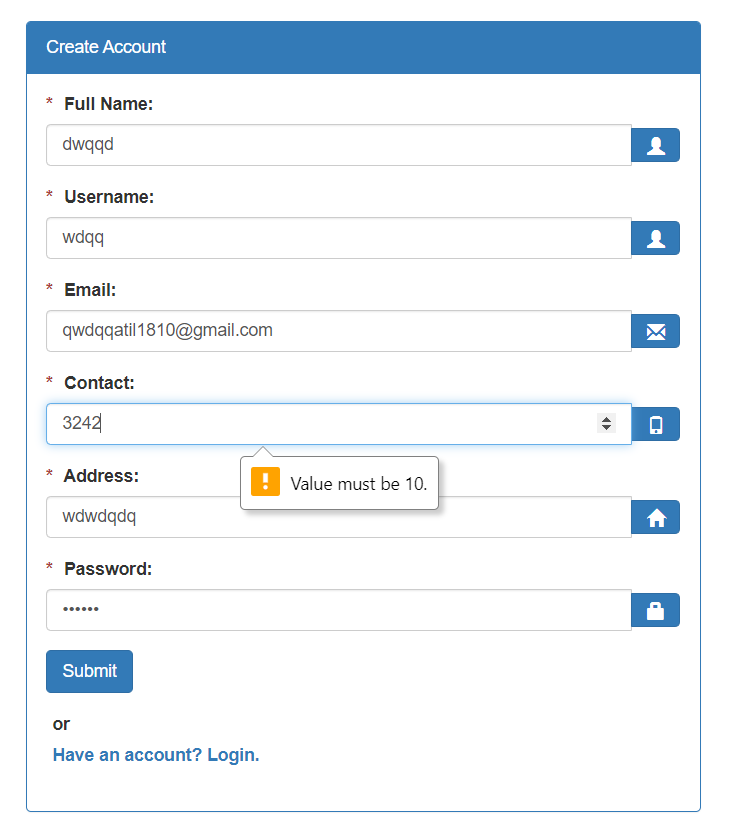 Create Account
* Full Name:
dwqqd
* Username:
wdqq
* Email:
qwdqqatil1810@gmail.com
* Contact:
3242
Value must be 10.
* Address:
wdwdqdq
* Password:
••••••
Submit
or
Have an account? Login.